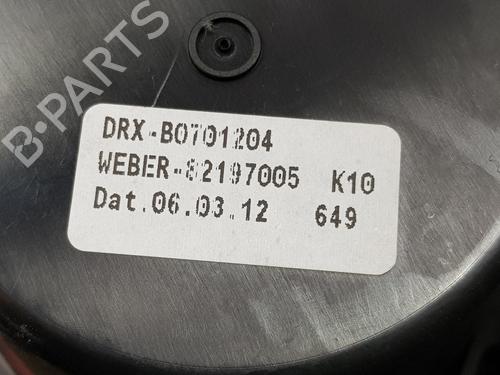 B-PARTS
DRX-B0701204
WEBER-82197005 K10
Dat.06.03.12 649